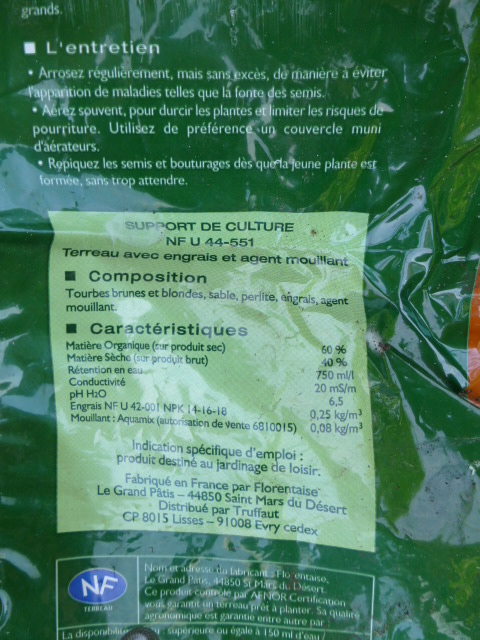 grands.
■ L'entretien
• Arrosez régulièrement, mais sans excès, de manière à éviter
l'apparition de maladies telles que la fonte des semis.
• Aérez souvent, pour durcir les plantes et limiter les risques de
pourriture. Utilisez de préférence un couvercle muni
d'aérateurs.
• Repiquez les semis et bouturages dès que la jeune plante est
formée, sans trop attendre.
SUPPORT DE CULTURE
NF U 44-551
Terreau avec engrais et agent mouillant
■ Composition
Tourbes brunes et blondes, sable, perlite, engrais, agent
mouillant.
■ Caractéristiques
Matière Organique (sur produit sec) 60 %
Matière Sèche (sur produit brut) 40 %
Rétention en eau 750 ml/l
Conductivité 20 mS/m
pH H2O 6,5
Engrais NF U 42-001 NPK 14-16-18 0,25 kg/m³
Mouillant : Aquamix (autorisation de vente 6810015) 0,08 kg/m³
Indication spécifique d'emploi :
produit destiné au jardinage de loisir.
Fabriqué en France par Florentaise
Le Grand Pâtis – 44850 Saint Mars du Désert
Distribué par Truffaut
CP 8015 Lisses – 91008 Evry cedex
NF
TERREAU
Nom et adresse du fabricant : Florentaise,
Le Grand Pâtis, 44850 St Mars du Désert.
Ce produit contrôlé par AFNOR Certification
vous garantit un terreau prêt à planter. Sa qualité
agronomique est garantie entre autre par
La disponibilité supérieure ou égale à 150 ml d'eau